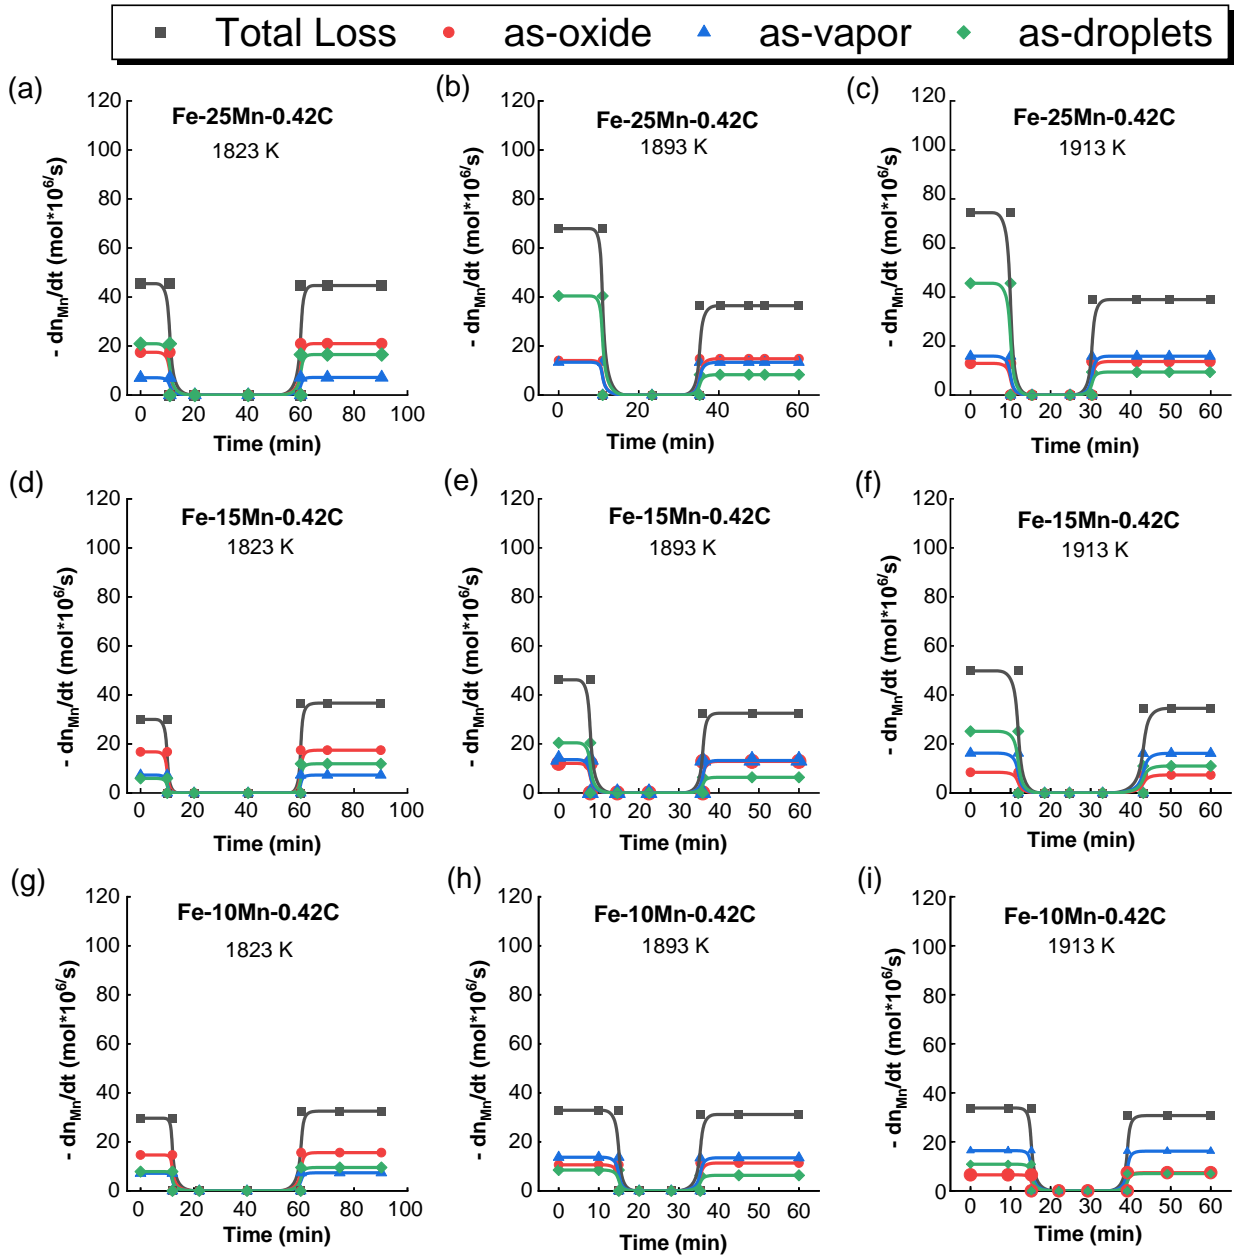 Total Loss as-oxide as-vapor as-droplets
(a)
Fe-25Mn-0.42C
1823 K
- dnMn/dt (mol*10^6/s)
120
100
80
60
40
20
0
0 20 40 60 80 100
Time (min)
(b)
Fe-25Mn-0.42C
1893 K
- dnMn/dt (mol*10^6/s)
120
100
80
60
40
20
0
0 20 40 60
Time (min)
(c)
Fe-25Mn-0.42C
1913 K
- dnMn/dt (mol*10^6/s)
120
100
80
60
40
20
0
0 10 20 30 40 50 60
Time (min)
(d)
Fe-15Mn-0.42C
1823 K
- dnMn/dt (mol*10^6/s)
120
100
80
60
40
20
0
0 20 40 60 80 100
Time (min)
(e)
Fe-15Mn-0.42C
1893 K
- dnMn/dt (mol*10^6/s)
120
100
80
60
40
20
0
0 10 20 30 40 50 60
Time (min)
(f)
Fe-15Mn-0.42C
1913 K
- dnMn/dt (mol*10^6/s)
120
100
80
60
40
20
0
0 10 20 30 40 50 60
Time (min)
(g)
Fe-10Mn-0.42C
1823 K
- dnMn/dt (mol*10^6/s)
120
100
80
60
40
20
0
0 20 40 60 80 100
Time (min)
(h)
Fe-10Mn-0.42C
1893 K
- dnMn/dt (mol*10^6/s)
120
100
80
60
40
20
0
0 10 20 30 40 50 60
Time (min)
(i)
Fe-10Mn-0.42C
1913 K
- dnMn/dt (mol*10^6/s)
120
100
80
60
40
20
0
0 10 20 30 40 50 60
Time (min)